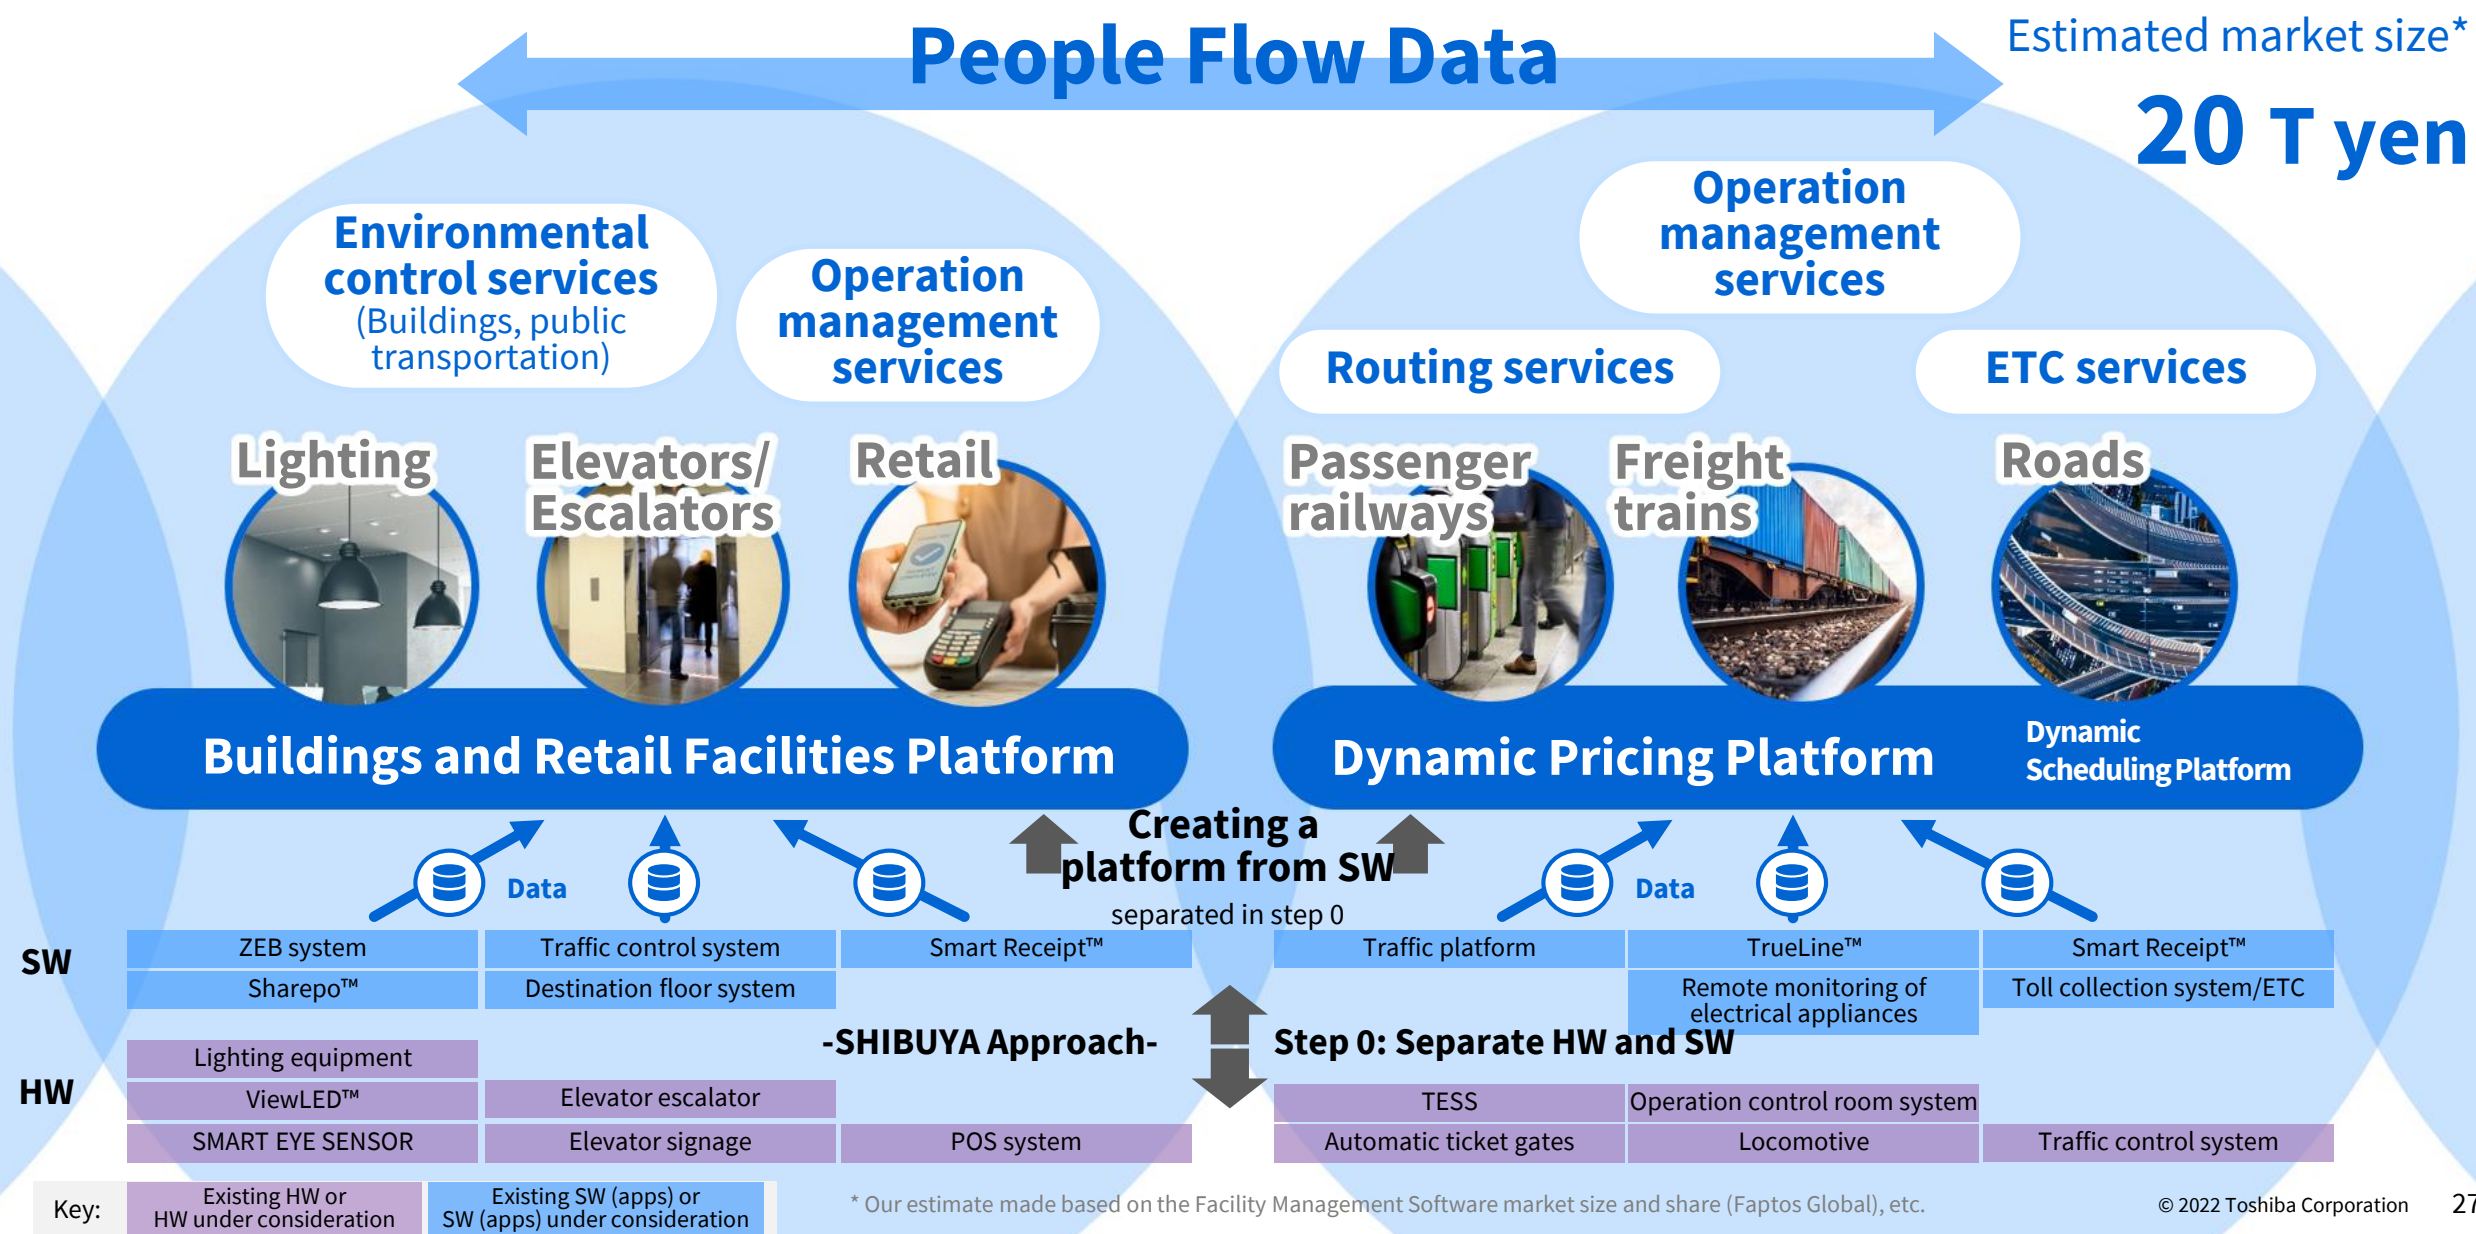 People Flow Data
Estimated market size*
20 T yen
Environmental
control services
(Buildings, public
transportation)
Operation
management
services
Operation
management
services
Routing services
ETC services
Lighting
Elevators/
Escalators
Retail
Passenger
railways
Freight
trains
Roads
Buildings and Retail Facilities Platform
Dynamic Pricing Platform
Dynamic
Scheduling Platform
Creating a
platform from SW
separated in step 0
Data
Data
SW
ZEB system
Traffic control system
Smart Receipt™
Sharepo™
Destination floor system
Traffic platform
TrueLine™
Smart Receipt™
Remote monitoring of
electrical appliances
Toll collection system/ETC
-SHIBUYA Approach-
Step 0: Separate HW and SW
HW
Lighting equipment
ViewLED™
Elevator escalator
SMART EYE SENSOR
Elevator signage
POS system
TESS
Operation control room system
Automatic ticket gates
Locomotive
Traffic control system
Key:
Existing HW or
HW under consideration
Existing SW (apps) or
SW (apps) under consideration
* Our estimate made based on the Facility Management Software market size and share (Faptos Global), etc.
© 2022 Toshiba Corporation
27